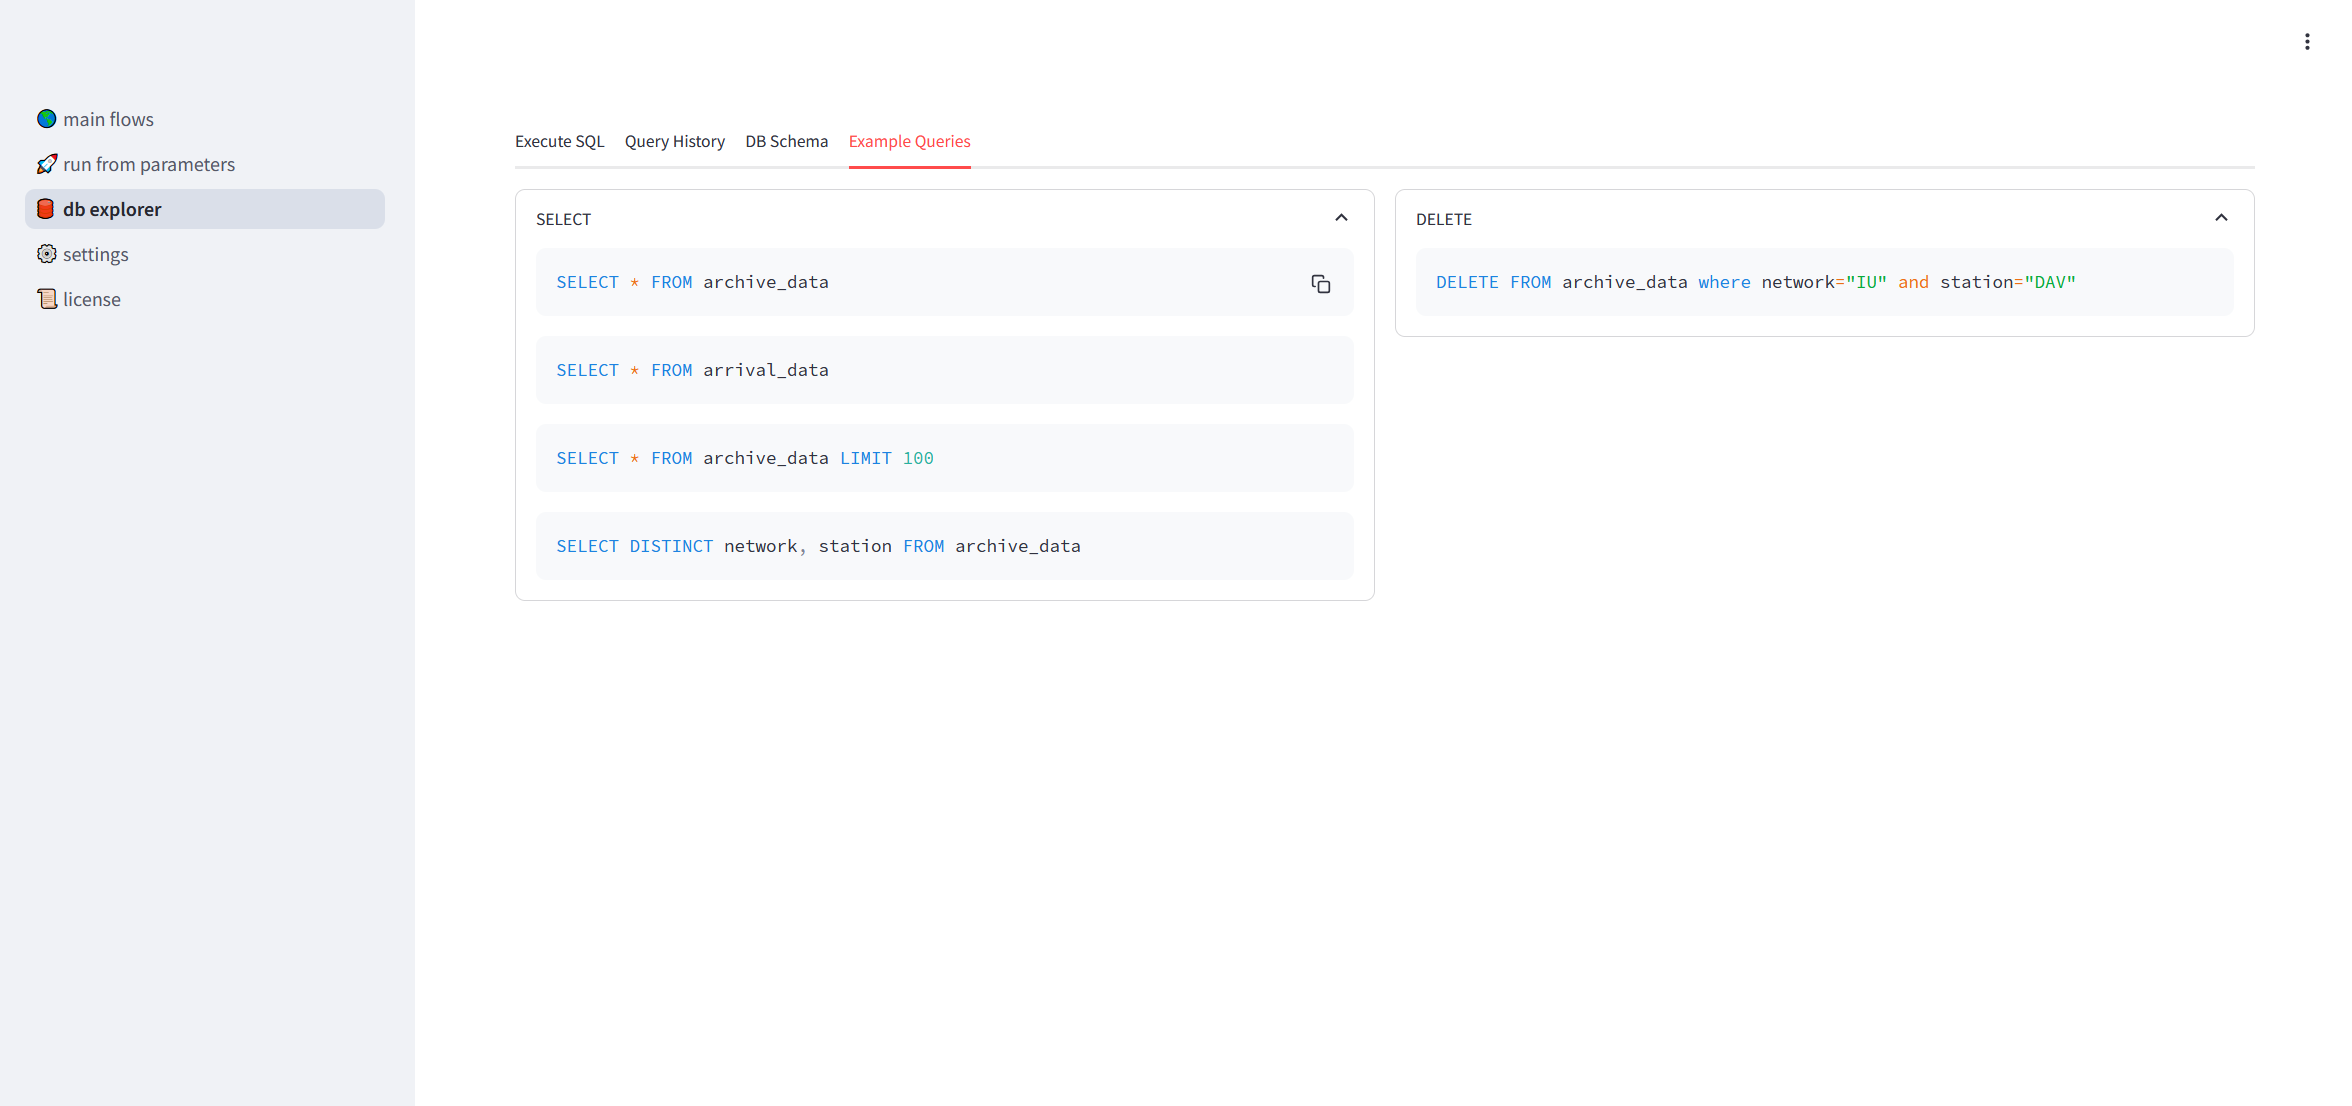 main flows
run from parameters
db explorer
settings
license
Execute SQL Query History DB Schema Example Queries
SELECT
SELECT * FROM archive_data
SELECT * FROM arrival_data
SELECT * FROM archive_data LIMIT 100
SELECT DISTINCT network, station FROM archive_data
DELETE
DELETE FROM archive_data where network="IU" and station="DAV"